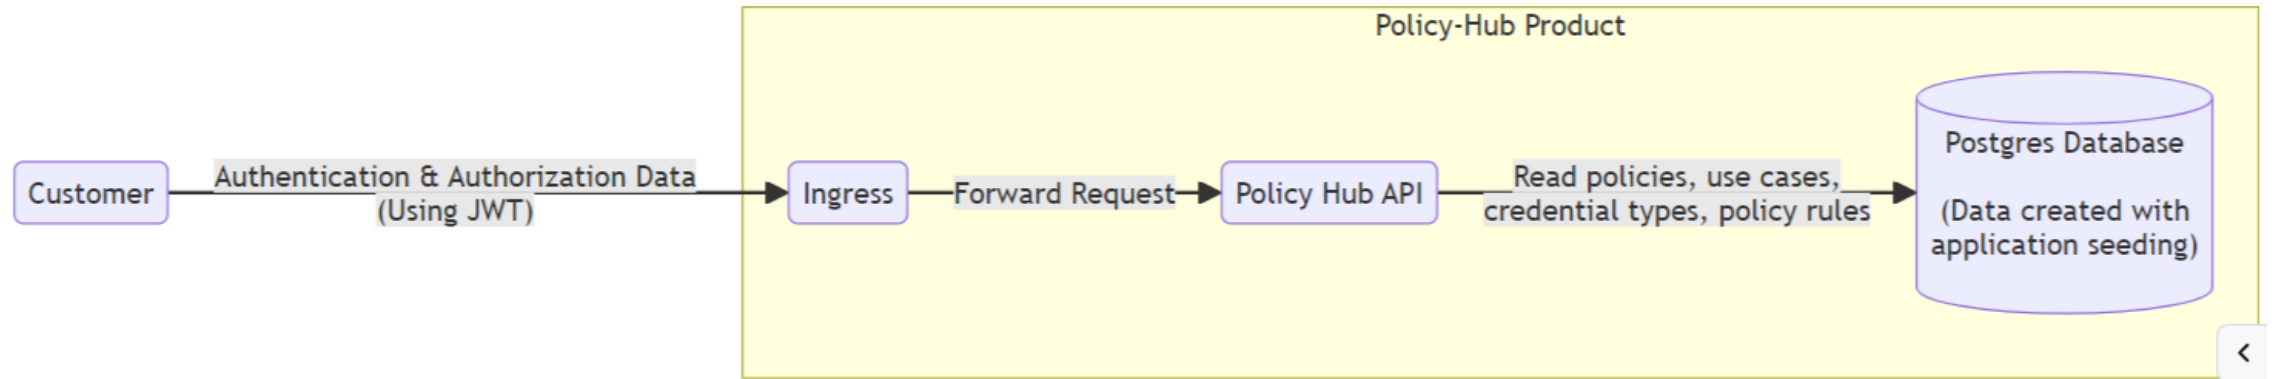 Policy-Hub Product
Customer
Authentication & Authorization Data
(Using JWT)
Ingress
Forward Request
Policy Hub API
Read policies, use cases,
credential types, policy rules
Postgres Database
(Data created with
application seeding)